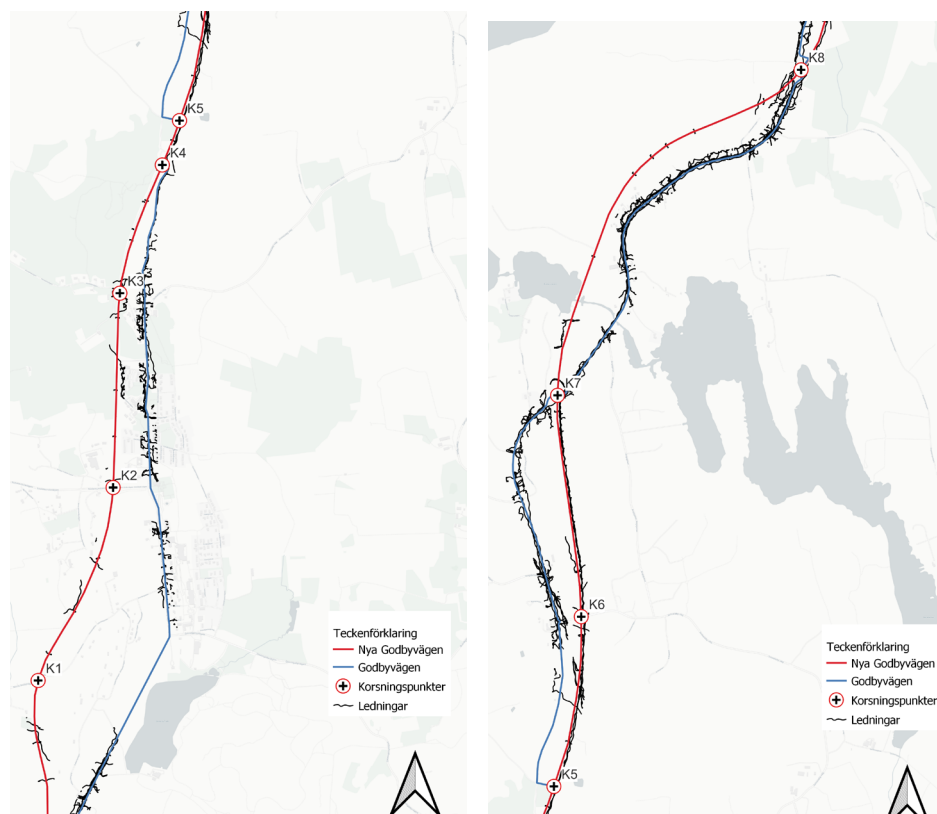 K5
K4
K3
K2
K1
Teckenförklaring
Nya Godbyvägen
Godbyvägen
Korsningspunkter
Ledningar
K8
K7
K6
K5
Teckenförklaring
Nya Godbyvägen
Godbyvägen
Korsningspunkter
Ledningar